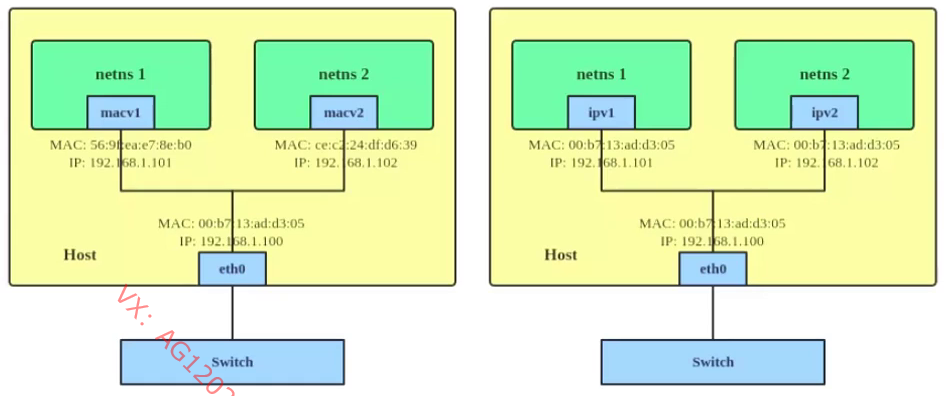 netns 1
netns 2
macv1
macv2
MAC: 56:9f:ea:e7:8e:b0
IP: 192.168.1.101
MAC: ce:c2:24:df:d6:39
IP: 192.168.1.102
MAC: 00:b7:13:ad:d3:05
IP: 192.168.1.100
Host
eth0
Switch
netns 1
netns 2
ipv1
ipv2
MAC: 00:b7:13:ad:d3:05
IP: 192.168.1.101
MAC: 00:b7:13:ad:d3:05
IP: 192.168.1.102
MAC: 00:b7:13:ad:d3:05
IP: 192.168.1.100
Host
eth0
Switch
VX: